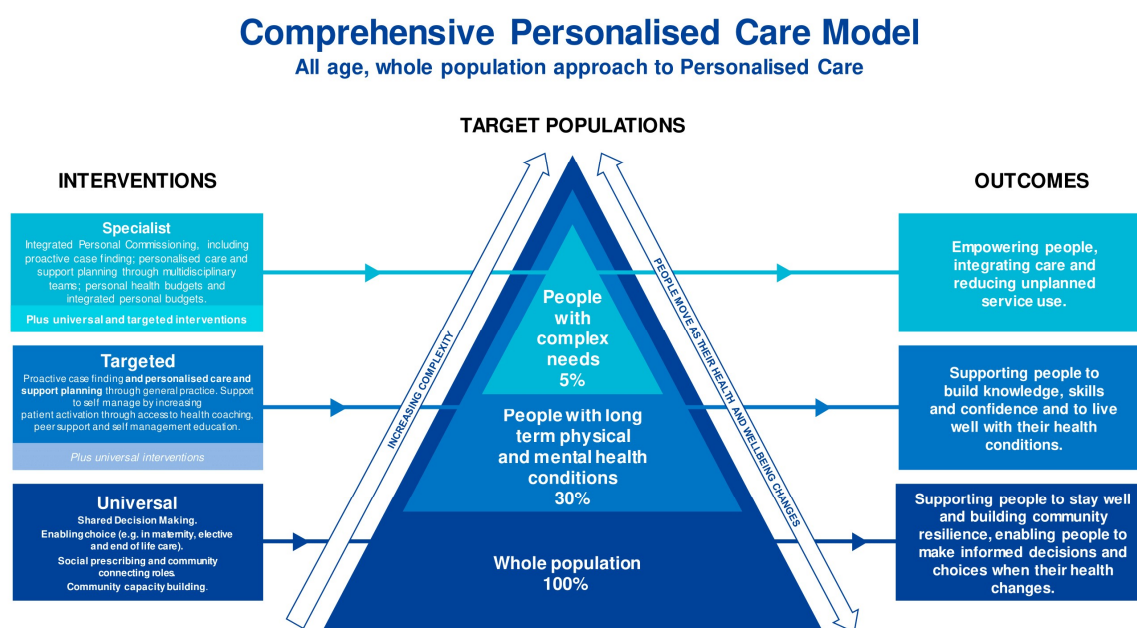 Comprehensive Personalised Care Model
All age, whole population approach to Personalised Care
TARGET POPULATIONS
INTERVENTIONS
OUTCOMES
Specialist
Integrated Personal Commissioning, including
proactive case finding; personalised care and
support planning through multidisciplinary
teams; personal health budgets and
integrated personal budgets.
Plus universal and targeted interventions
Targeted
Proactive case finding and personalised care and
support planning through general practice. Support
to self manage by increasing
patient activation through access to health coaching,
peer support and self management education.
Plus universal interventions
Universal
Shared Decision Making.
Enabling choice (e.g. in maternity, elective
and end of life care).
Social prescribing and community
connecting roles.
Community capacity building.
INCREASING COMPLEXITY
People
with
complex
needs
5%
People with long
term physical
and mental health
conditions
30%
Whole population
100%
PEOPLE MOVE AS THEIR HEALTH AND WELLBEING CHANGES
Empowering people,
integrating care and
reducing unplanned
service use.
Supporting people to
build knowledge, skills
and confidence and to live
well with their health
conditions.
Supporting people to stay well
and building community
resilience, enabling people to
make informed decisions and
choices when their health
changes.